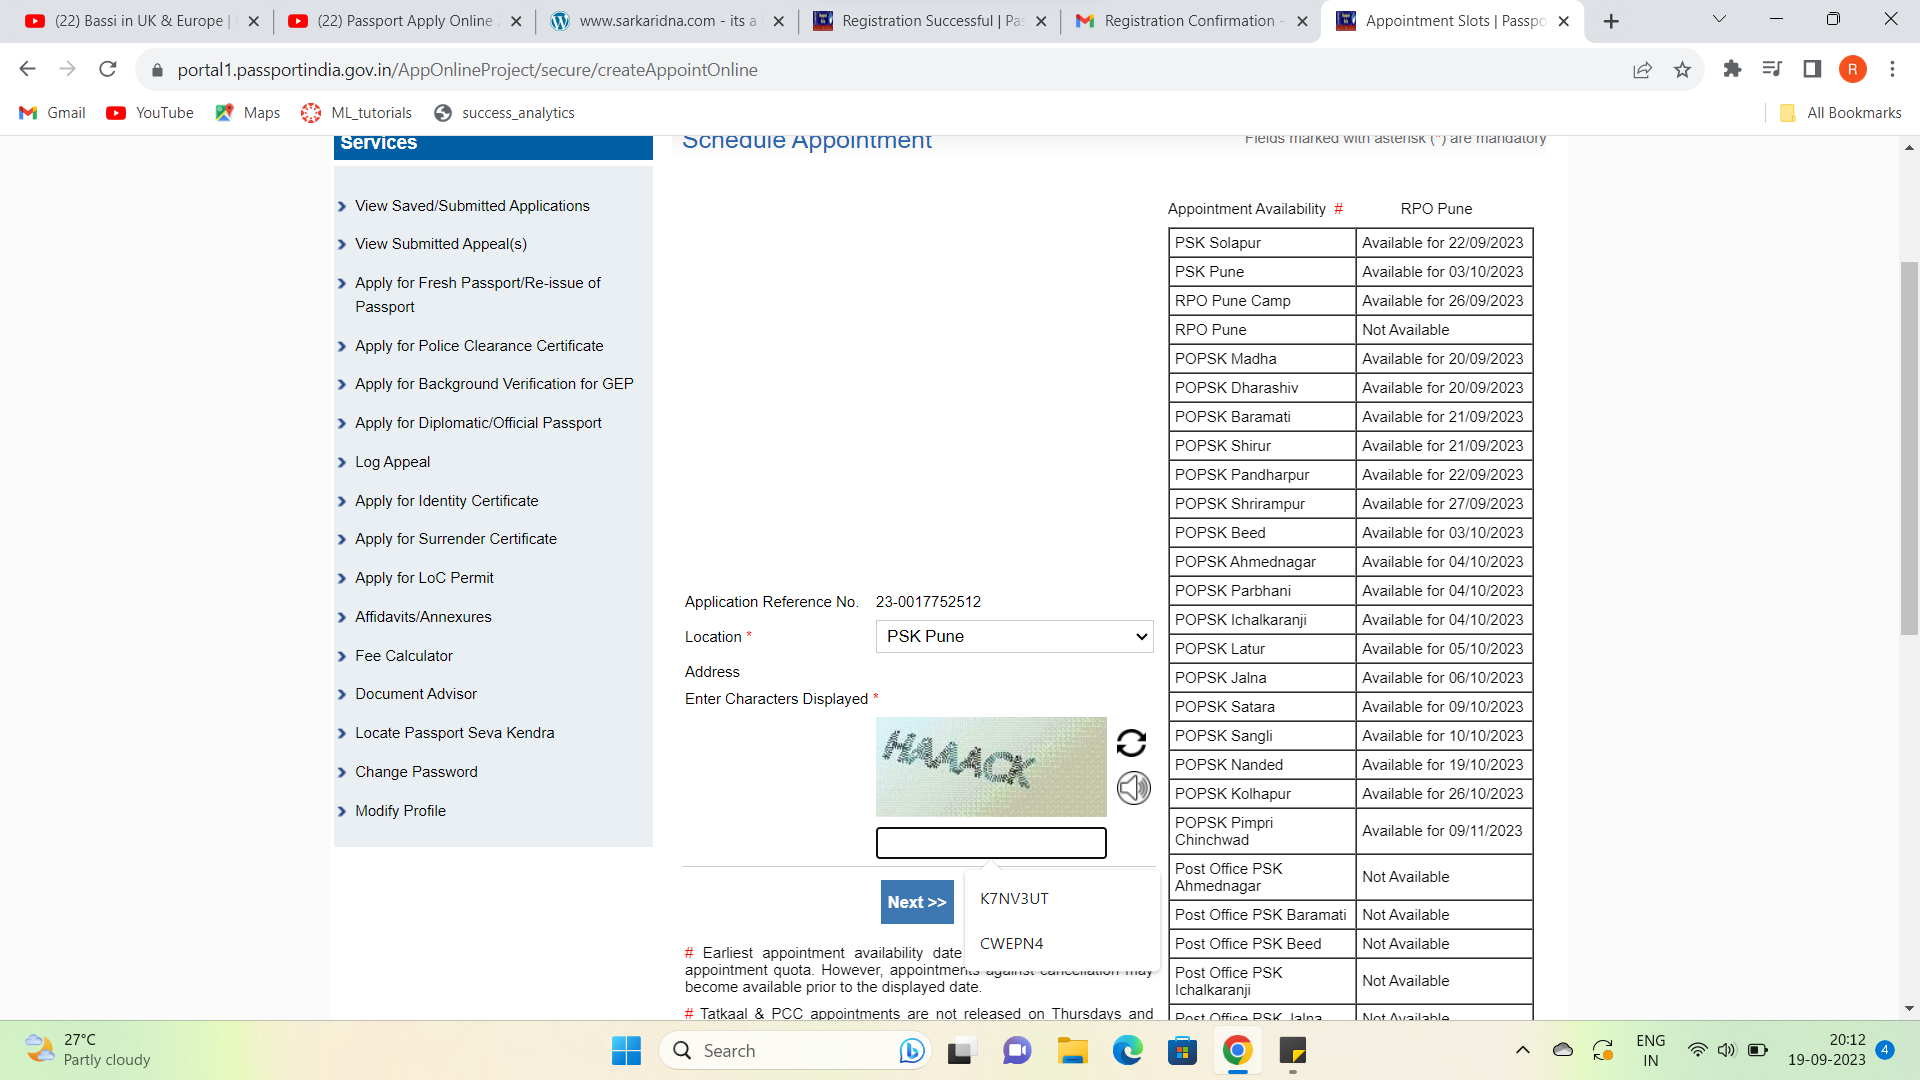 (22) Bassi in UK & Europe |
(22) Passport Apply Online 2
www.sarkaridna.com - its a
Registration Successful | Pas
Registration Confirmation -
Appointment Slots | Passpo
portal1.passportindia.gov.in/AppOnlineProject/secure/createAppointOnline
R
Gmail
YouTube
Maps
ML_tutorials
success_analytics
All Bookmarks
Services
View Saved/Submitted Applications
View Submitted Appeal(s)
Apply for Fresh Passport/Re-issue of
Passport
Apply for Police Clearance Certificate
Apply for Background Verification for GEP
Apply for Diplomatic/Official Passport
Log Appeal
Apply for Identity Certificate
Apply for Surrender Certificate
Apply for LoC Permit
Affidavits/Annexures
Fee Calculator
Document Advisor
Locate Passport Seva Kendra
Change Password
Modify Profile
Schedule Appointment
Fields marked with asterisk (*) are mandatory
Application Reference No. 23-0017752512
Location * PSK Pune
Address
Enter Characters Displayed *
HAAACK
K7NV3UT
CWEPN4
Next >>
# Earliest appointment availability date
appointment quota. However, appointments against cancellation may
become available prior to the displayed date.
# Tatkaal & PCC appointments are not released on Thursdays and
Appointment Availability # RPO Pune
PSK Solapur Available for 22/09/2023
PSK Pune Available for 03/10/2023
RPO Pune Camp Available for 26/09/2023
RPO Pune Not Available
POPSK Madha Available for 20/09/2023
POPSK Dharashiv Available for 20/09/2023
POPSK Baramati Available for 21/09/2023
POPSK Shirur Available for 21/09/2023
POPSK Pandharpur Available for 22/09/2023
POPSK Shrirampur Available for 27/09/2023
POPSK Beed Available for 03/10/2023
POPSK Ahmednagar Available for 04/10/2023
POPSK Parbhani Available for 04/10/2023
POPSK Ichalkaranji Available for 04/10/2023
POPSK Latur Available for 05/10/2023
POPSK Jalna Available for 06/10/2023
POPSK Satara Available for 09/10/2023
POPSK Sangli Available for 10/10/2023
POPSK Nanded Available for 19/10/2023
POPSK Kolhapur Available for 26/10/2023
POPSK Pimpri
Chinchwad Available for 09/11/2023
Post Office PSK
Ahmednagar Not Available
Post Office PSK Baramati Not Available
Post Office PSK Beed Not Available
Post Office PSK
Ichalkaranji Not Available
Post Office PSK Jalna Not Available
27°C
Partly cloudy
Search
ENG
IN
20:12
19-09-2023
4